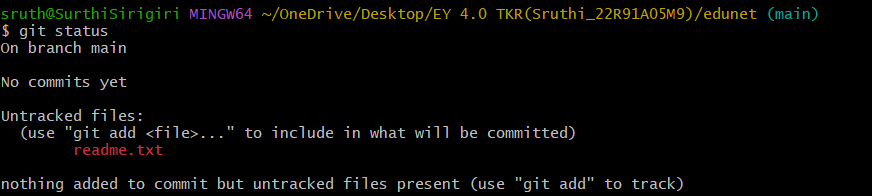 sruth@SurthiSirigiri MINGW64 ~/OneDrive/Desktop/EY 4.0 TKR(Sruthi_22R91A05M9)/edunet (main)
$ git status
On branch main
No commits yet
Untracked files:
  (use "git add <file>..." to include in what will be committed)
        readme.txt
nothing added to commit but untracked files present (use "git add" to track)